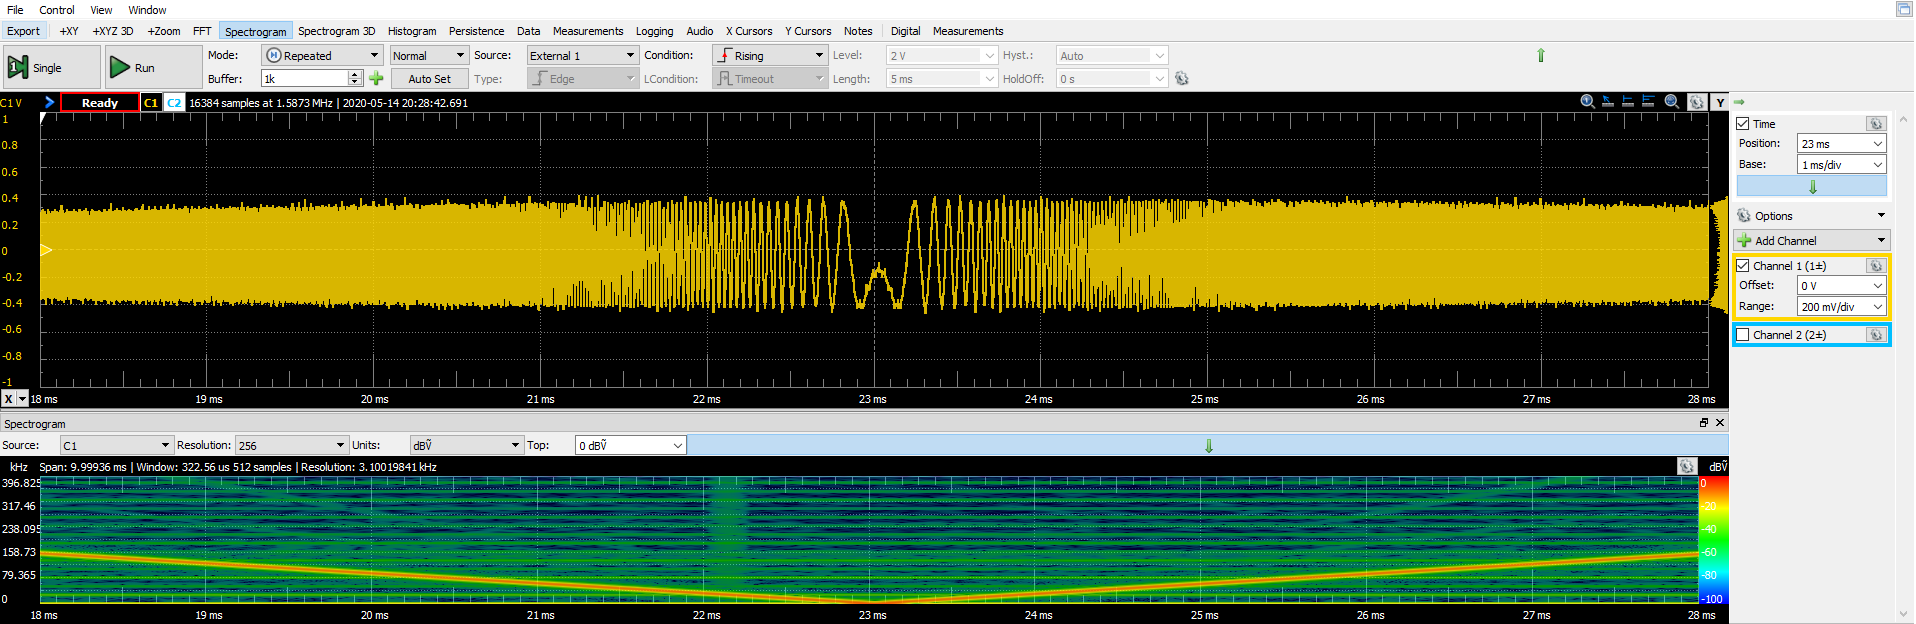 File Control View Window
Export +XY +XYZ 3D +Zoom FFT Spectrogram Spectrogram 3D Histogram Persistence Data Measurements Logging Audio X Cursors Y Cursors Notes Digital Measurements
Single Run Mode: Repeated Normal Source: External 1 Condition: Rising Level: 2 V Hyst.: Auto
Buffer: 1k Auto Set Type: Edge LCondition: Timeout Length: 5 ms HoldOff: 0 s
C1 V Ready C1 C2 16384 samples at 1.5873 MHz | 2020-05-14 20:28:42.691 Y
1
0.8
0.6
0.4
0.2
0
-0.2
-0.4
-0.6
-0.8
-1
X 18 ms 19 ms 20 ms 21 ms 22 ms 23 ms 24 ms 25 ms 26 ms 27 ms 28 ms
Time
Position: 23 ms
Base: 1 ms/div
Options
Add Channel
Channel 1 (1±)
Offset: 0 V
Range: 200 mV/div
Channel 2 (2±)
Spectrogram
Source: C1 Resolution: 256 Units: dBṼ Top: 0 dBṼ
kHz Span: 9.99936 ms | Window: 322.56 us 512 samples | Resolution: 3.10019841 kHz dBṼ
396.825
317.46
238.095
158.73
79.365
0
0
-20
-40
-60
-80
-100
18 ms 19 ms 20 ms 21 ms 22 ms 23 ms 24 ms 25 ms 26 ms 27 ms 28 ms